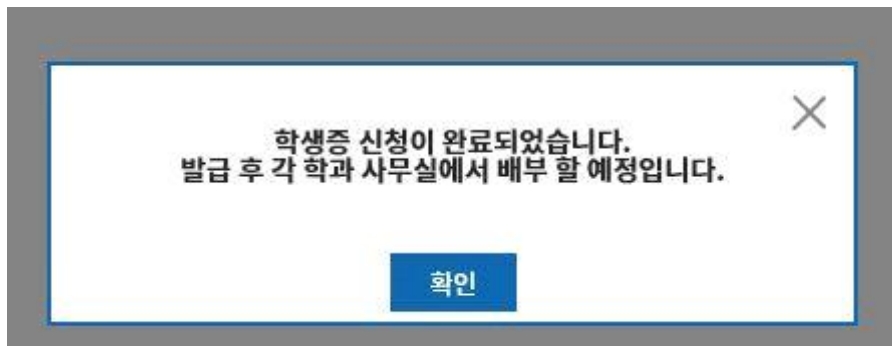 학생증 신청이 완료되었습니다.
발급 후 각 학과 사무실에서 배부 할 예정입니다.
확인